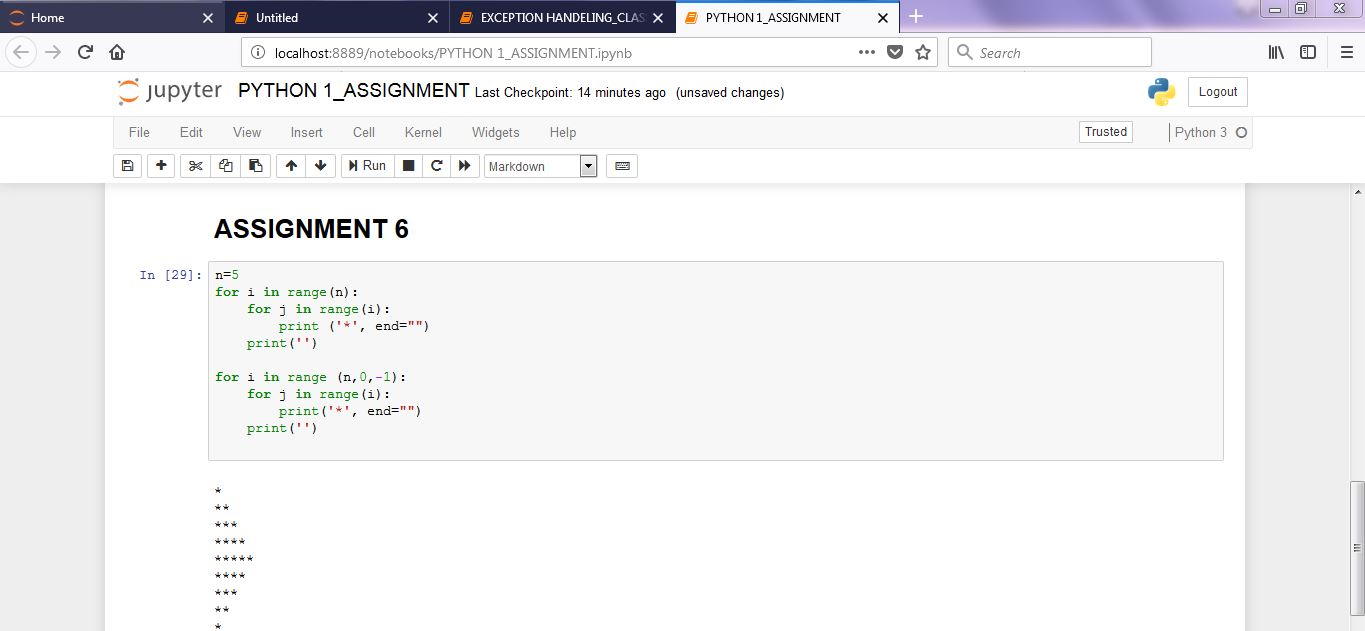 Home
Untitled
EXCEPTION HANDELING_CLAS
PYTHON 1_ASSIGNMENT
localhost:8889/notebooks/PYTHON 1_ASSIGNMENT.ipynb
Search
jupyter PYTHON 1_ASSIGNMENT Last Checkpoint: 14 minutes ago (unsaved changes)
Logout
File Edit View Insert Cell Kernel Widgets Help
Trusted
Python 3
Run
Markdown
ASSIGNMENT 6
In [29]:
n=5
for i in range(n):
    for j in range(i):
        print ('*', end="")
    print('')
for i in range (n,0,-1):
    for j in range(i):
        print('*', end="")
    print('')
*
**
***
****
*****
****
***
**
*